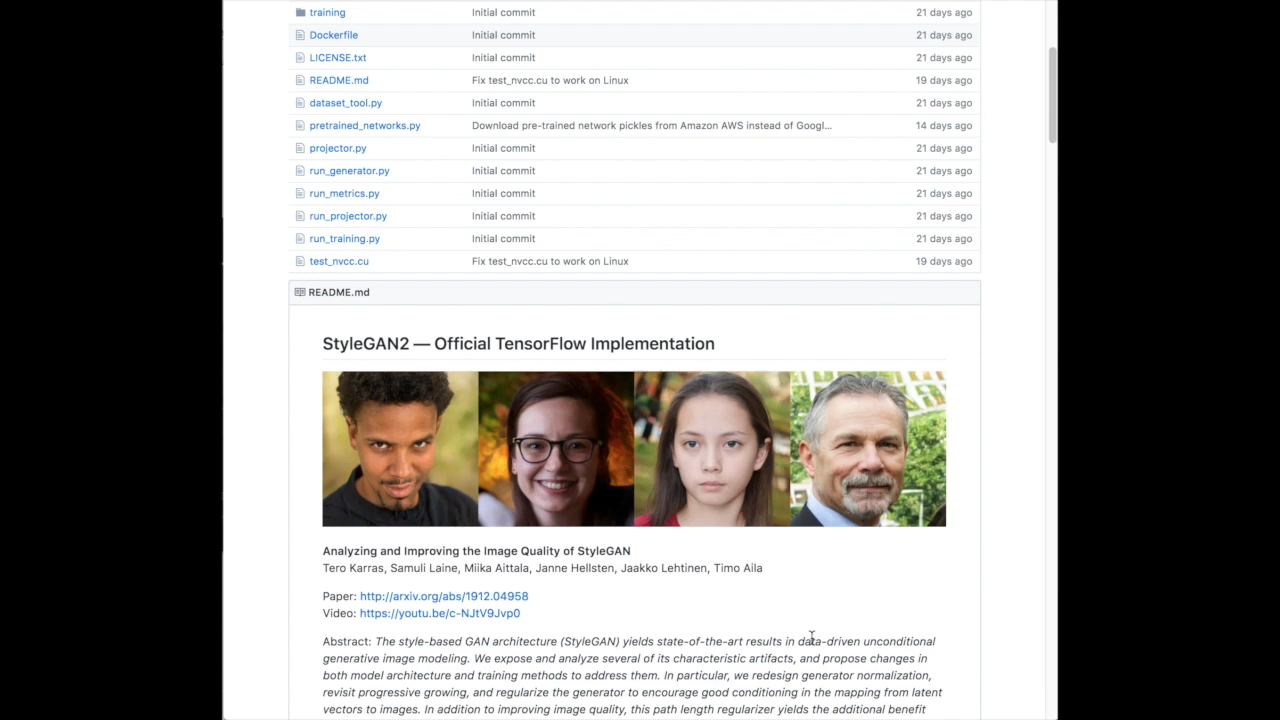 training Initial commit 21 days ago
Dockerfile Initial commit 21 days ago
LICENSE.txt Initial commit 21 days ago
README.md Fix test_nvcc.cu to work on Linux 19 days ago
dataset_tool.py Initial commit 21 days ago
pretrained_networks.py Download pre-trained network pickles from Amazon AWS instead of Googl... 14 days ago
projector.py Initial commit 21 days ago
run_generator.py Initial commit 21 days ago
run_metrics.py Initial commit 21 days ago
run_projector.py Initial commit 21 days ago
run_training.py Initial commit 21 days ago
test_nvcc.cu Fix test_nvcc.cu to work on Linux 19 days ago
README.md
StyleGAN2 — Official TensorFlow Implementation
Analyzing and Improving the Image Quality of StyleGAN
Tero Karras, Samuli Laine, Miika Aittala, Janne Hellsten, Jaakko Lehtinen, Timo Aila
Paper: http://arxiv.org/abs/1912.04958
Video: https://youtu.be/c-NJtV9Jvp0
Abstract: The style-based GAN architecture (StyleGAN) yields state-of-the-art results in data-driven unconditional
generative image modeling. We expose and analyze several of its characteristic artifacts, and propose changes in
both model architecture and training methods to address them. In particular, we redesign generator normalization,
revisit progressive growing, and regularize the generator to encourage good conditioning in the mapping from latent
vectors to images. In addition to improving image quality, this path length regularizer yields the additional benefit